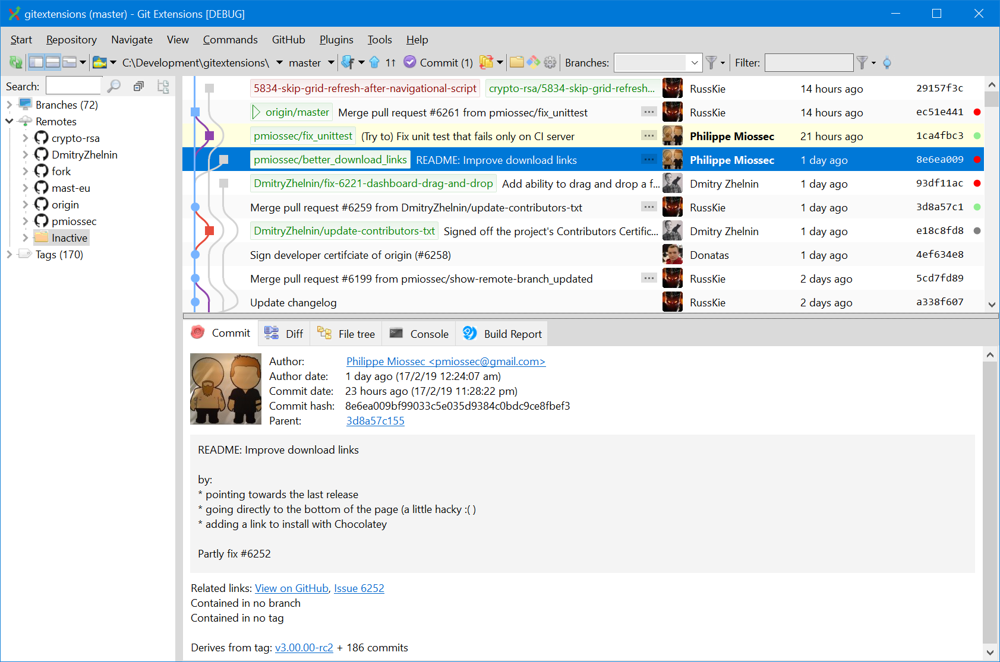 gitextensions (master) - Git Extensions [DEBUG]
Start Repository Navigate View Commands GitHub Plugins Tools Help
C:\Development\gitextensions\ master 1↑ Commit (1) Branches: Filter:
Search:
Branches (72)
Remotes
crypto-rsa
DmitryZhelnin
fork
mast-eu
origin
pmiossec
Inactive
Tags (170)
5834-skip-grid-refresh-after-navigational-script crypto-rsa/5834-skip-grid-refresh... RussKie 14 hours ago 29157f3c
origin/master Merge pull request #6261 from pmiossec/fix_unittest ... RussKie 14 hours ago ec51e441
pmiossec/fix_unittest (Try to) Fix unit test that fails only on CI server ... Philippe Miossec 21 hours ago 1ca4fbc3
pmiossec/better_download_links README: Improve download links ... Philippe Miossec 1 day ago 8e6ea009
DmitryZhelnin/fix-6221-dashboard-drag-and-drop Add ability to drag and drop a f... Dmitry Zhelnin 1 day ago 93df11ac
Merge pull request #6259 from DmitryZhelnin/update-contributors-txt ... RussKie 1 day ago 3d8a57c1
DmitryZhelnin/update-contributors-txt Signed off the project's Contributors Certific... Dmitry Zhelnin 1 day ago e18c8fd8
Sign developer certifciate of origin (#6258) Donatas 1 day ago 4ef634e8
Merge pull request #6199 from pmiossec/show-remote-branch_updated ... RussKie 2 days ago 5cd7fd89
Update changelog RussKie 2 days ago a338f607
Commit Diff File tree Console Build Report
Author: Philippe Miossec <pmiossec@gmail.com>
Author date: 1 day ago (17/2/19 12:24:07 am)
Commit date: 23 hours ago (17/2/19 11:28:22 pm)
Commit hash: 8e6ea009bf99033c5e035d9384c0bdc9ce8fbef3
Parent: 3d8a57c155
README: Improve download links
by:
* pointing towards the last release
* going directly to the bottom of the page (a little hacky :( )
* adding a link to install with Chocolatey
Partly fix #6252
Related links: View on GitHub, Issue 6252
Contained in no branch
Contained in no tag
Derives from tag: v3.00.00-rc2 + 186 commits